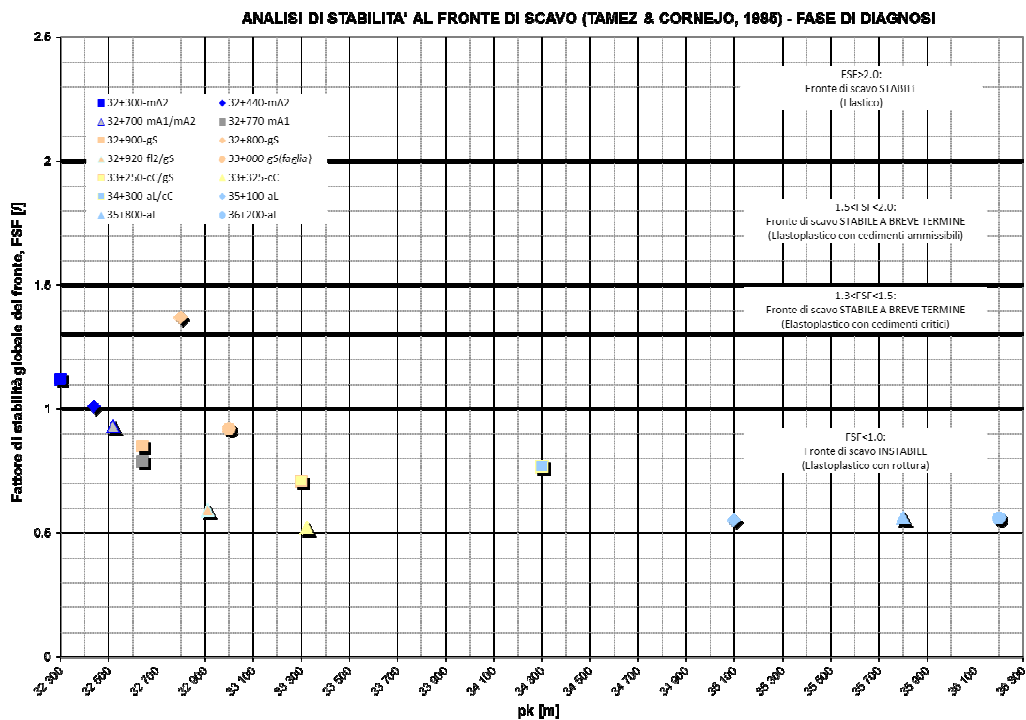 ANALISI DI STABILITA' AL FRONTE DI SCAVO (TAMEZ & CORNEJO, 1985) - FASE DI DIAGNOSI
Fattore di stabilità globale del fronte, FSF [/]
2.5
2
1.5
1
0.5
0
32+300-mA2
32+440-mA2
32+700 mA1/mA2
32+770 mA1
32+900-gS
32+800-gS
32+920 fl2/gS
33+000 gS(faglia)
33+250-cC/gS
33+325-cC
34+300 aL/cC
35+100 aL
35+800-aL
36+200-aL
FSF>2.0:
Fronte di scavo STABILE
(Elastico)
1.5<FSF<2.0:
Fronte di scavo STABILE A BREVE TERMINE
(Elastoplastico con cedimenti ammissibili)
1.3<FSF<1.5:
Fronte di scavo STABILE A BREVE TERMINE
(Elastoplastico con cedimenti critici)
FSF<1.0:
Fronte di scavo INSTABILE
(Elastoplastico con rottura)
32 300
32 500
32 700
32 900
33 100
33 300
33 500
33 700
33 900
34 100
34 300
34 500
34 700
34 900
35 100
35 300
35 500
35 700
35 900
36 100
36 300
pk [m]